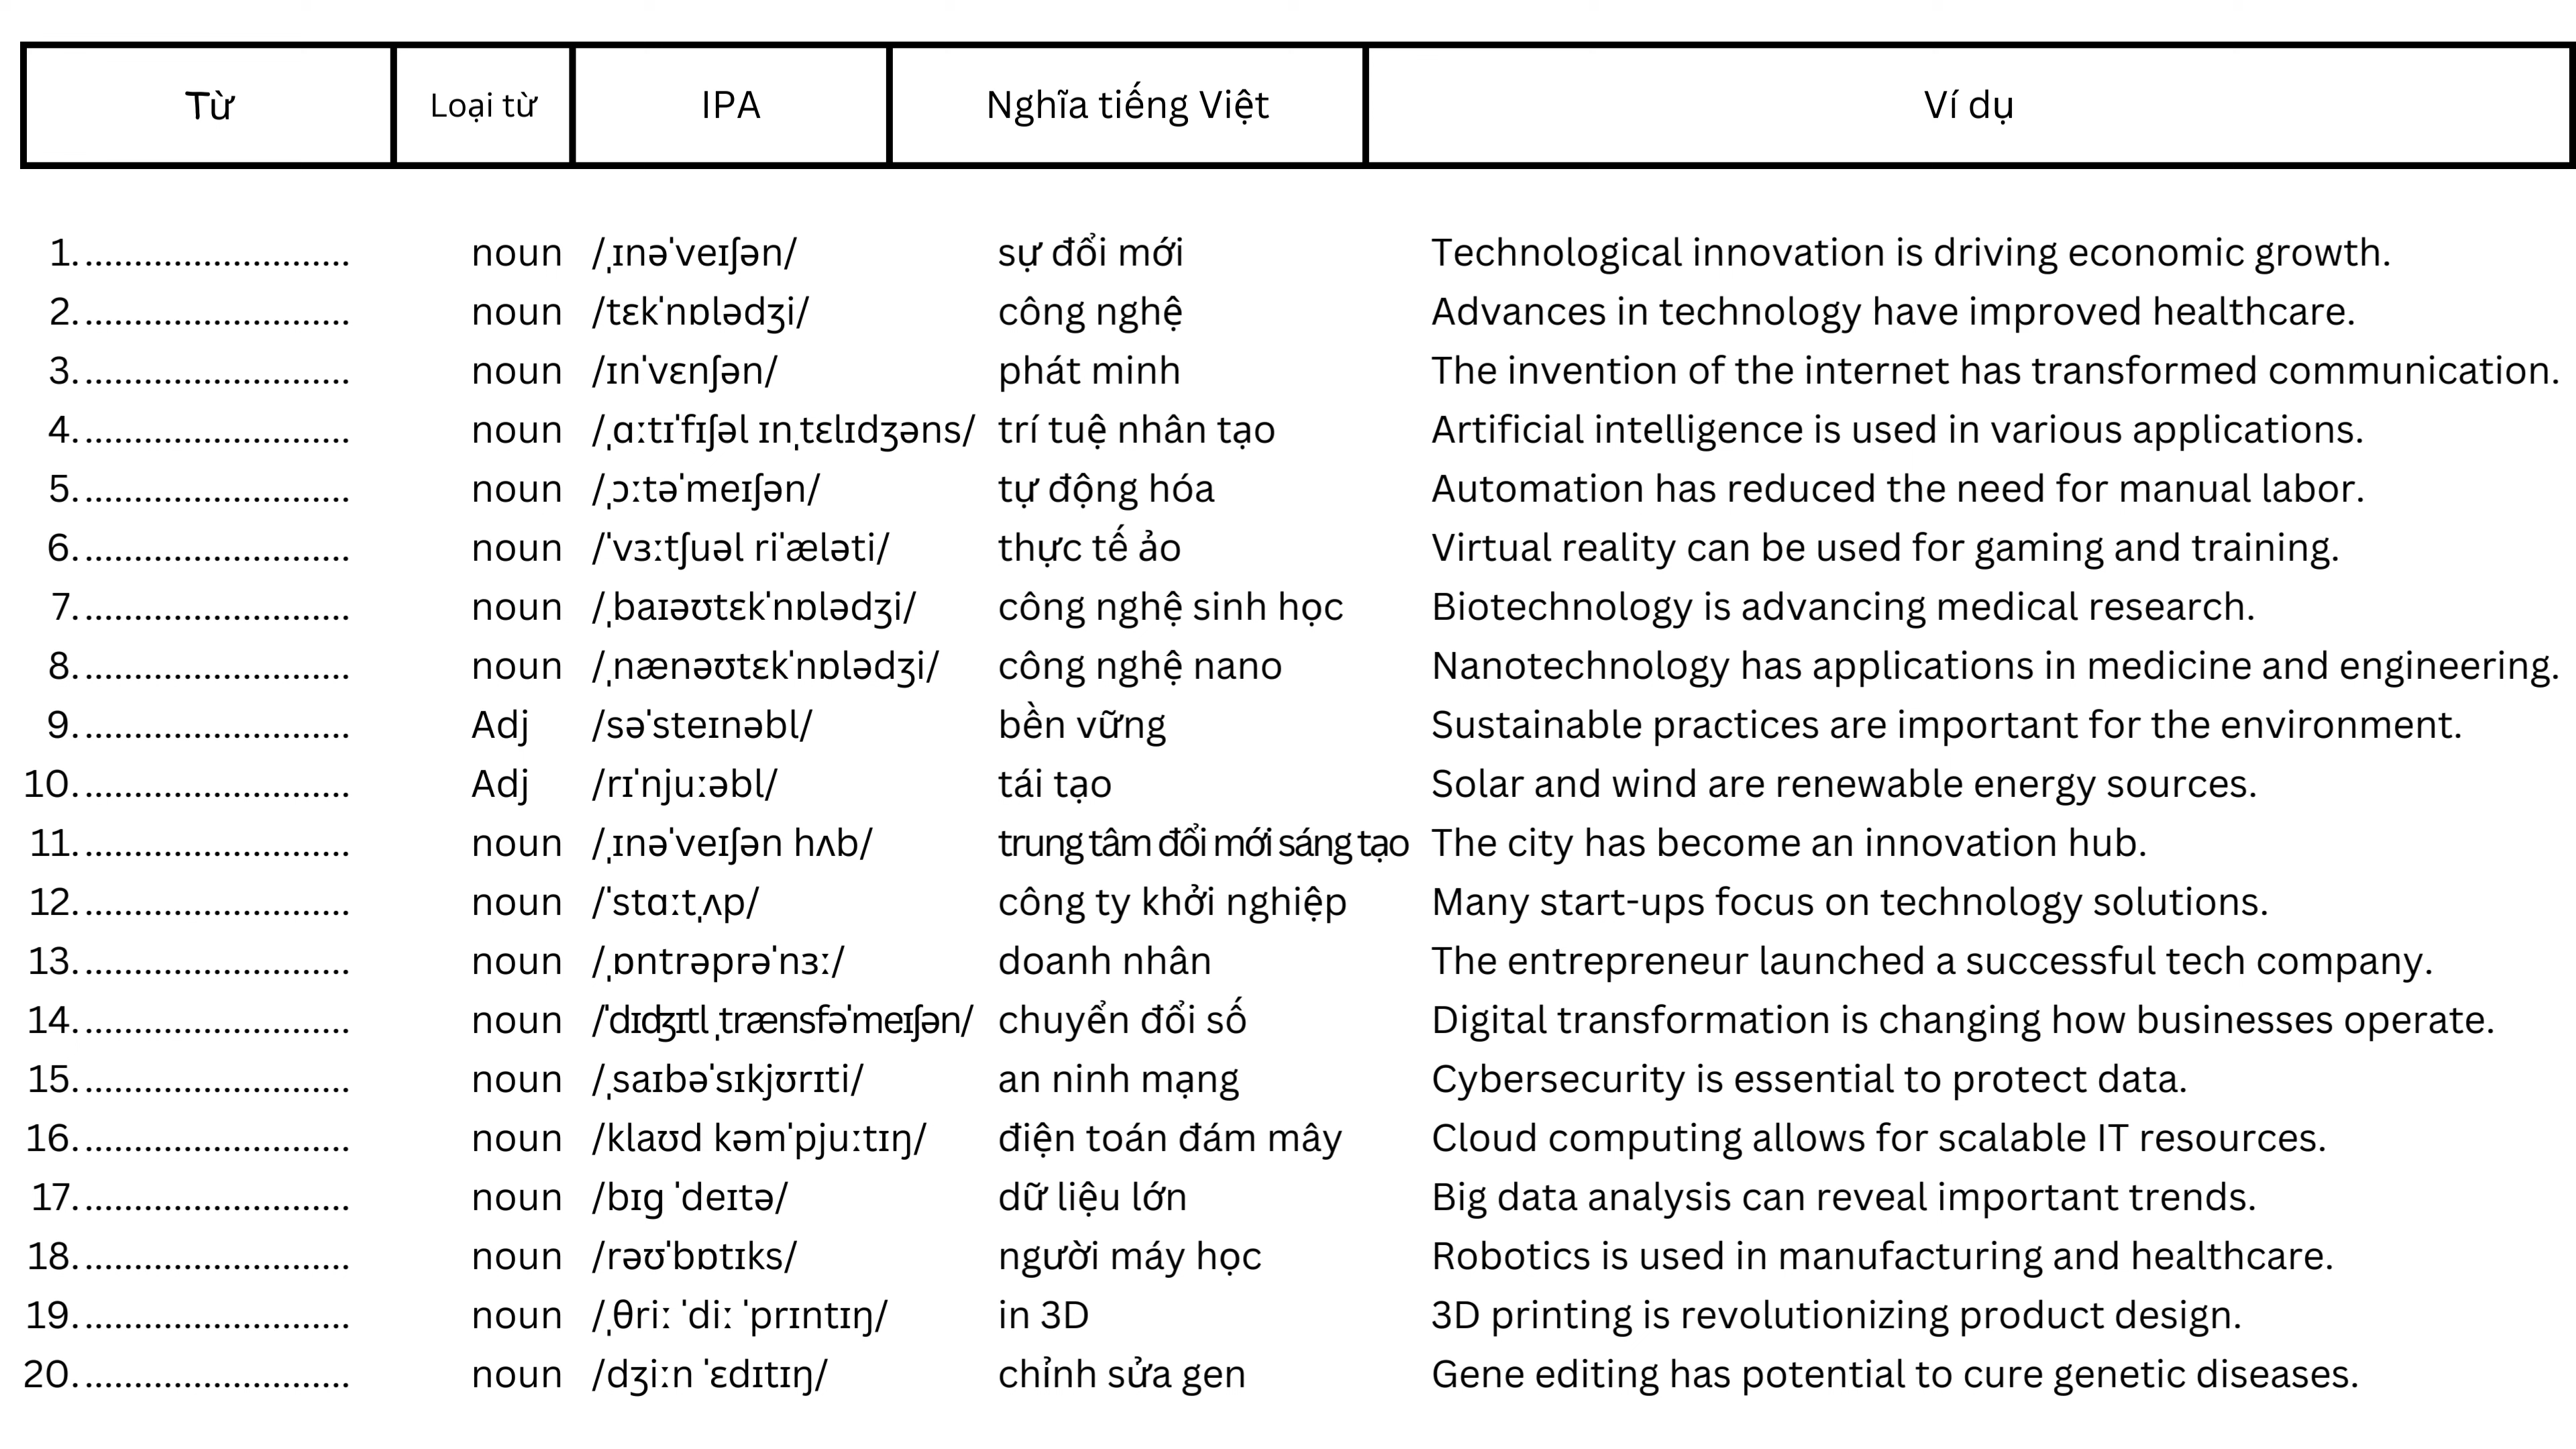 Từ Loại từ IPA Nghĩa tiếng Việt Ví dụ
1........................... noun /ˌɪnəˈveɪʃən/ sự đổi mới Technological innovation is driving economic growth.
2........................... noun /tɛkˈnɒlədʒi/ công nghệ Advances in technology have improved healthcare.
3........................... noun /ɪnˈvɛnʃən/ phát minh The invention of the internet has transformed communication.
4........................... noun /ˌɑːtɪˈfɪʃəl ɪnˌtɛlɪdʒəns/ trí tuệ nhân tạo Artificial intelligence is used in various applications.
5........................... noun /ˌɔːtəˈmeɪʃən/ tự động hóa Automation has reduced the need for manual labor.
6........................... noun /ˈvɜːtʃuəl riˈæləti/ thực tế ảo Virtual reality can be used for gaming and training.
7........................... noun /ˌbaɪəʊtɛkˈnɒlədʒi/ công nghệ sinh học Biotechnology is advancing medical research.
8........................... noun /ˌnænəʊtɛkˈnɒlədʒi/ công nghệ nano Nanotechnology has applications in medicine and engineering.
9........................... Adj /səˈsteɪnəbl/ bền vững Sustainable practices are important for the environment.
10........................... Adj /rɪˈnjuːəbl/ tái tạo Solar and wind are renewable energy sources.
11........................... noun /ˌɪnəˈveɪʃən hʌb/ trung tâm đổi mới sáng tạo The city has become an innovation hub.
12........................... noun /ˈstɑːtˌʌp/ công ty khởi nghiệp Many start-ups focus on technology solutions.
13........................... noun /ˌɒntrəprəˈnɜː/ doanh nhân The entrepreneur launched a successful tech company.
14........................... noun /ˈdɪdʒɪtl ˌtrænsfəˈmeɪʃən/ chuyển đổi số Digital transformation is changing how businesses operate.
15........................... noun /ˌsaɪbəˈsɪkjʊrɪti/ an ninh mạng Cybersecurity is essential to protect data.
16........................... noun /klaʊd kəmˈpjuːtɪŋ/ điện toán đám mây Cloud computing allows for scalable IT resources.
17........................... noun /bɪɡ ˈdeɪtə/ dữ liệu lớn Big data analysis can reveal important trends.
18........................... noun /rəʊˈbɒtɪks/ người máy học Robotics is used in manufacturing and healthcare.
19........................... noun /ˌθriː ˈdiː ˈprɪntɪŋ/ in 3D 3D printing is revolutionizing product design.
20........................... noun /dʒiːn ˈɛdɪtɪŋ/ chỉnh sửa gen Gene editing has potential to cure genetic diseases.